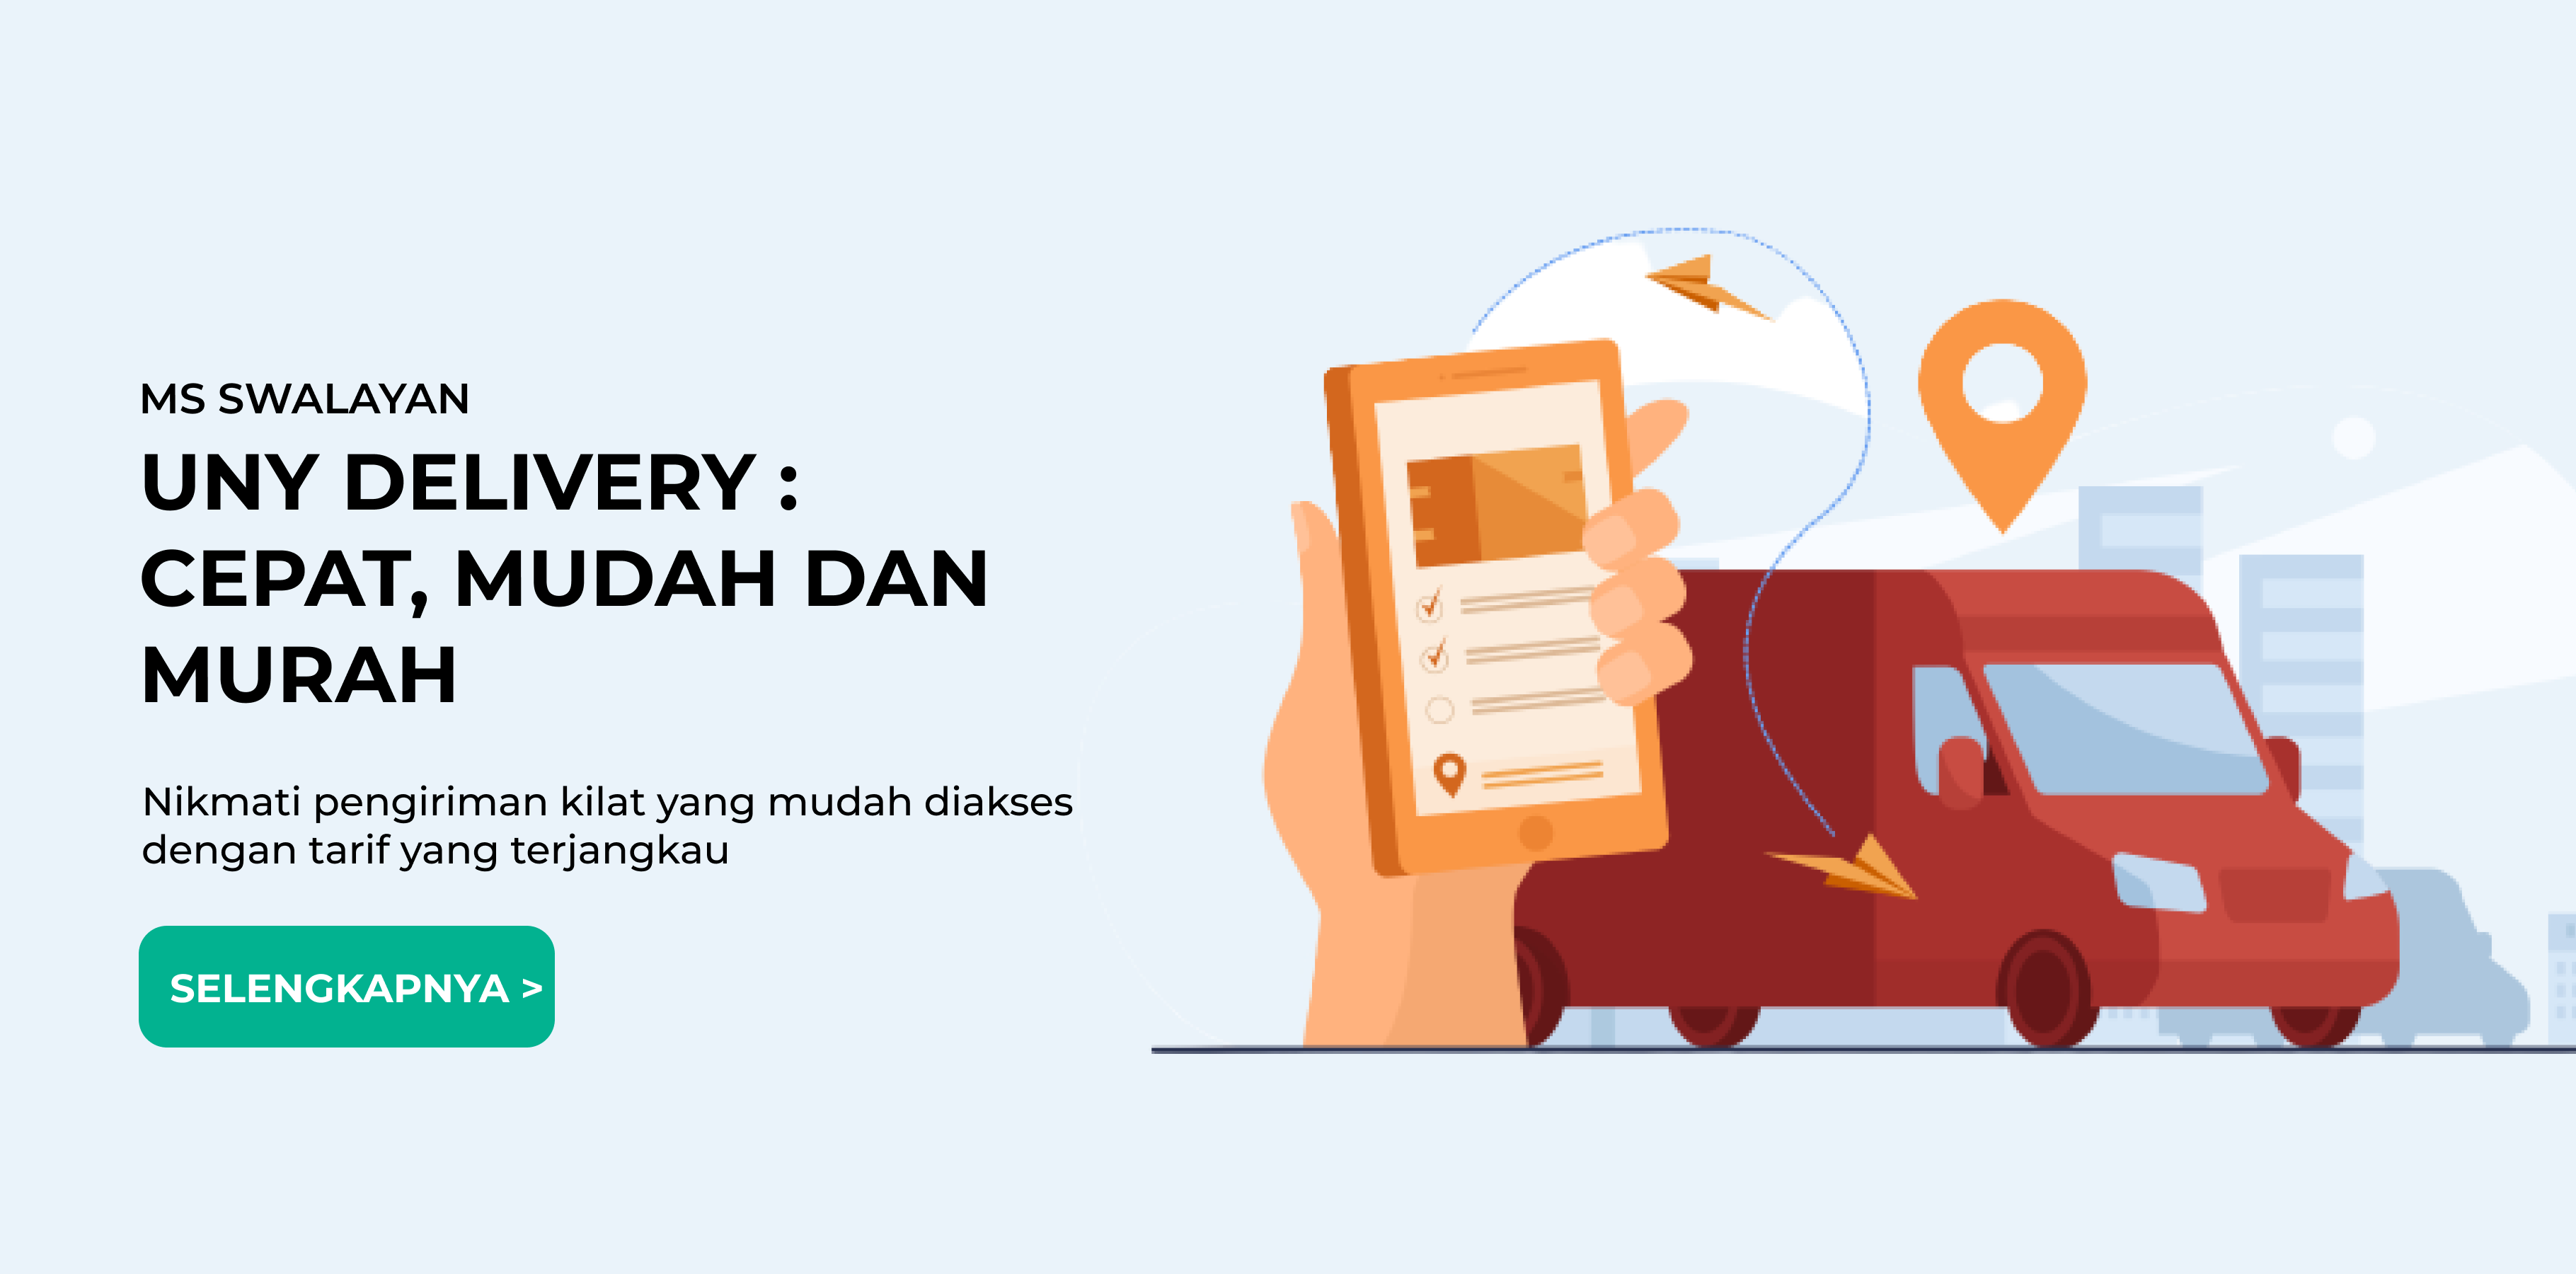 MS SWALAYAN
UNY DELIVERY :
CEPAT, MUDAH DAN
MURAH
Nikmati pengiriman kilat yang mudah diakses
dengan tarif yang terjangkau
SELENGKAPNYA >